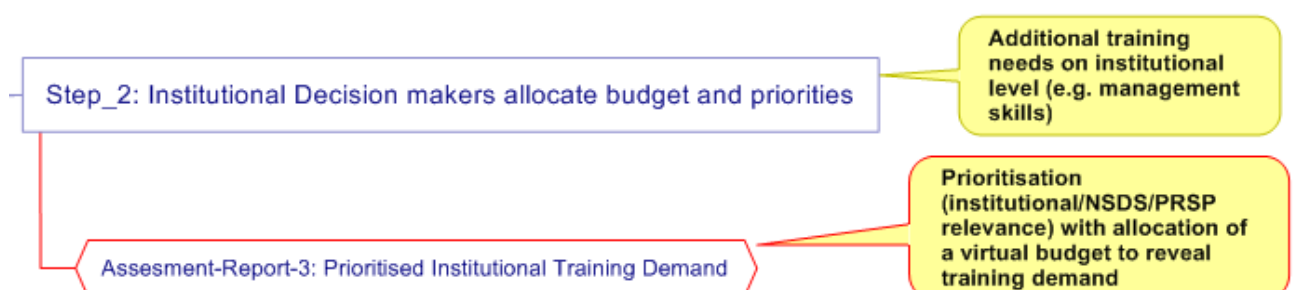 Additional training
needs on institutional
level (e.g. management
skills)
Step_2: Institutional Decision makers allocate budget and priorities
Prioritisation
(institutional/NSDS/PRSP
relevance) with allocation of
a virtual budget to reveal
training demand
Assesment-Report-3: Prioritised Institutional Training Demand